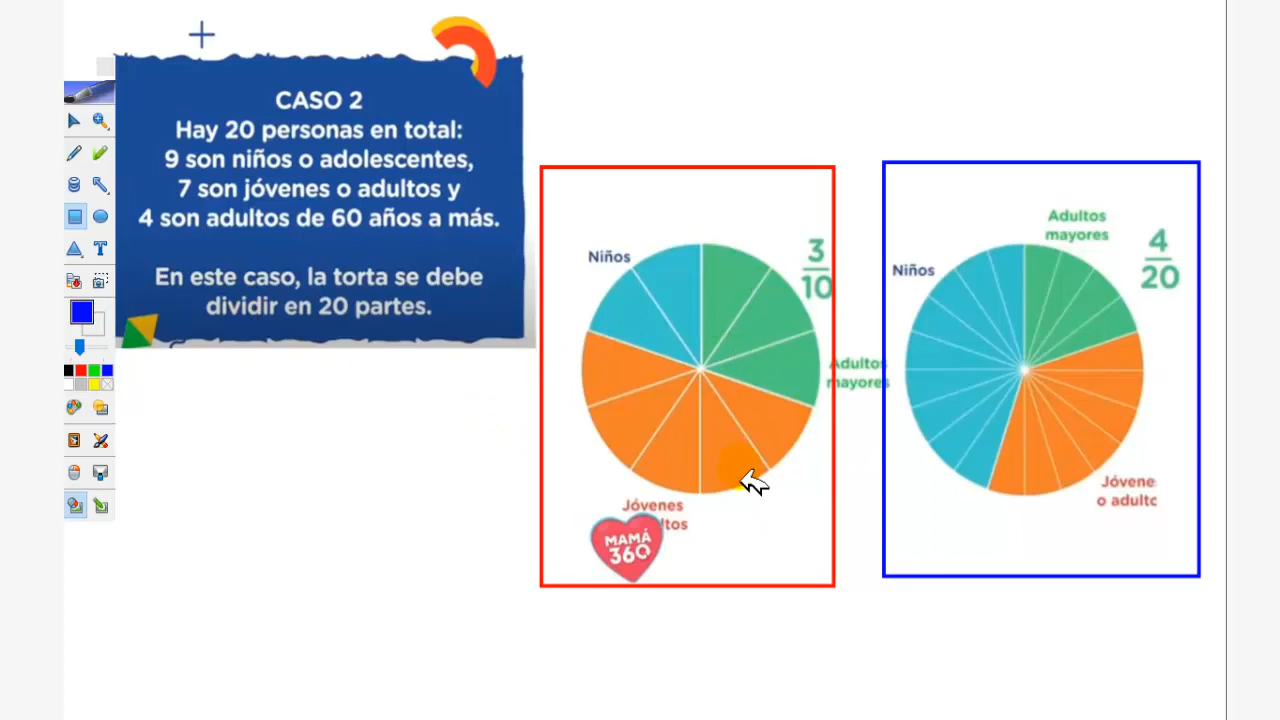 CASO 2
Hay 20 personas en total:
9 son niños o adolescentes,
7 son jóvenes o adultos y
4 son adultos de 60 años a más.
En este caso, la torta se debe
dividir en 20 partes.
Niños
3
10
Adultos
mayores
Jóvenes
ltos
MAMÁ
360
Niños
Adultos
mayores
4
20
Jóvene
o adultc
T